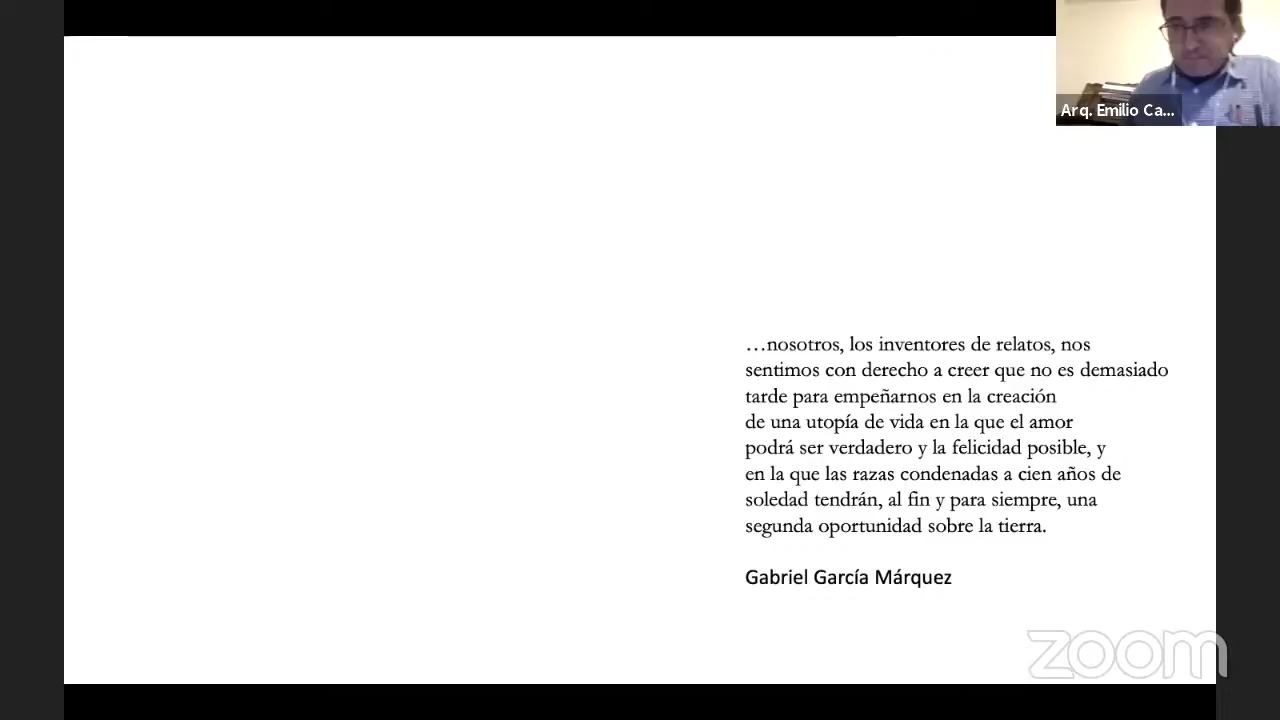 Arq. Emilio Ca...
…nosotros, los inventores de relatos, nos
sentimos con derecho a creer que no es demasiado
tarde para empeñarnos en la creación
de una utopía de vida en la que el amor
podrá ser verdadero y la felicidad posible, y
en la que las razas condenadas a cien años de
soledad tendrán, al fin y para siempre, una
segunda oportunidad sobre la tierra.
Gabriel García Márquez
zoom